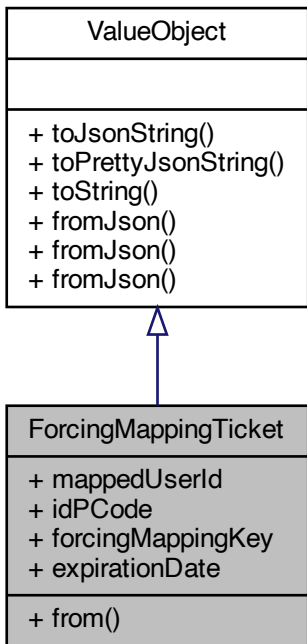 ValueObject
+ toJsonString()
+ toPrettyJsonString()
+ toString()
+ fromJson()
+ fromJson()
+ fromJson()
ForcingMappingTicket
+ mappedUserId
+ idPCode
+ forcingMappingKey
+ expirationDate
+ from()